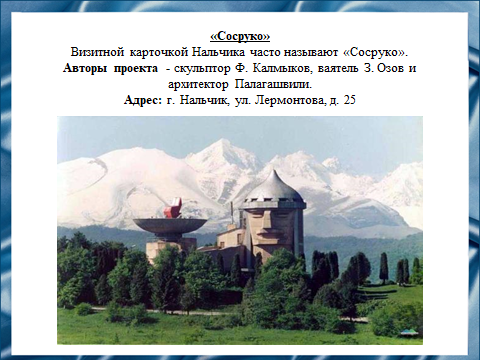 «Сосруко»
Визитной карточкой Нальчика часто называют «Сосруко».
Авторы проекта - скульптор Ф. Калмыков, ваятель З. Озов и
архитектор Палагашвили.
Адрес: г. Нальчик, ул. Лермонтова, д. 25